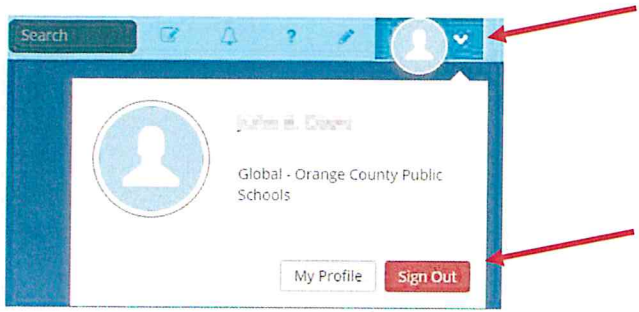 Search
?
Global - Orange County Public
Schools
My Profile
Sign Out